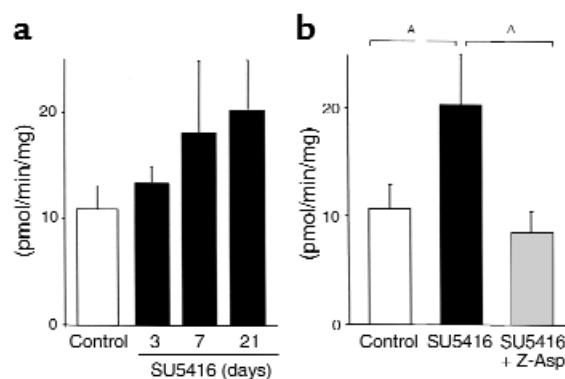 a
(pmol/min/mg)
20
10
0
Control 3 7 21
SU5416 (days)
b
(pmol/min/mg)
20
10
0
Control SU5416 SU5416
+ Z-Asp